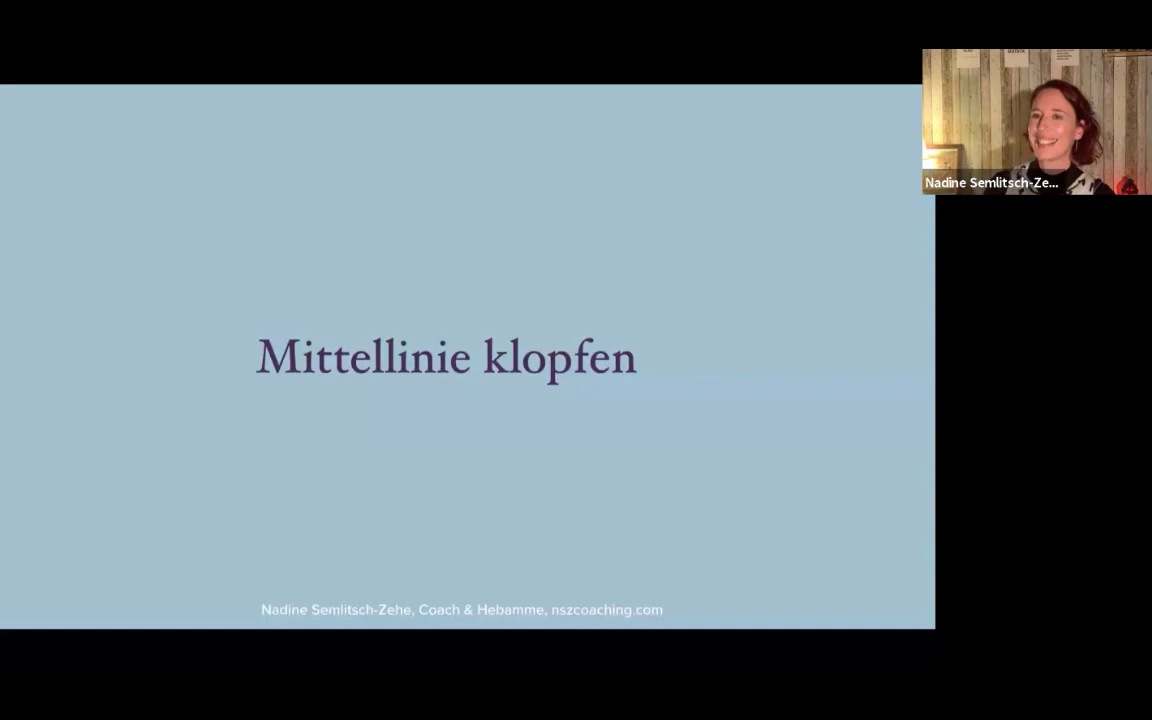 Nadine Semlitsch-Ze...
Mittellinie klopfen
Nadine Semlitsch-Zehe, Coach & Hebamme, nszcoaching.com